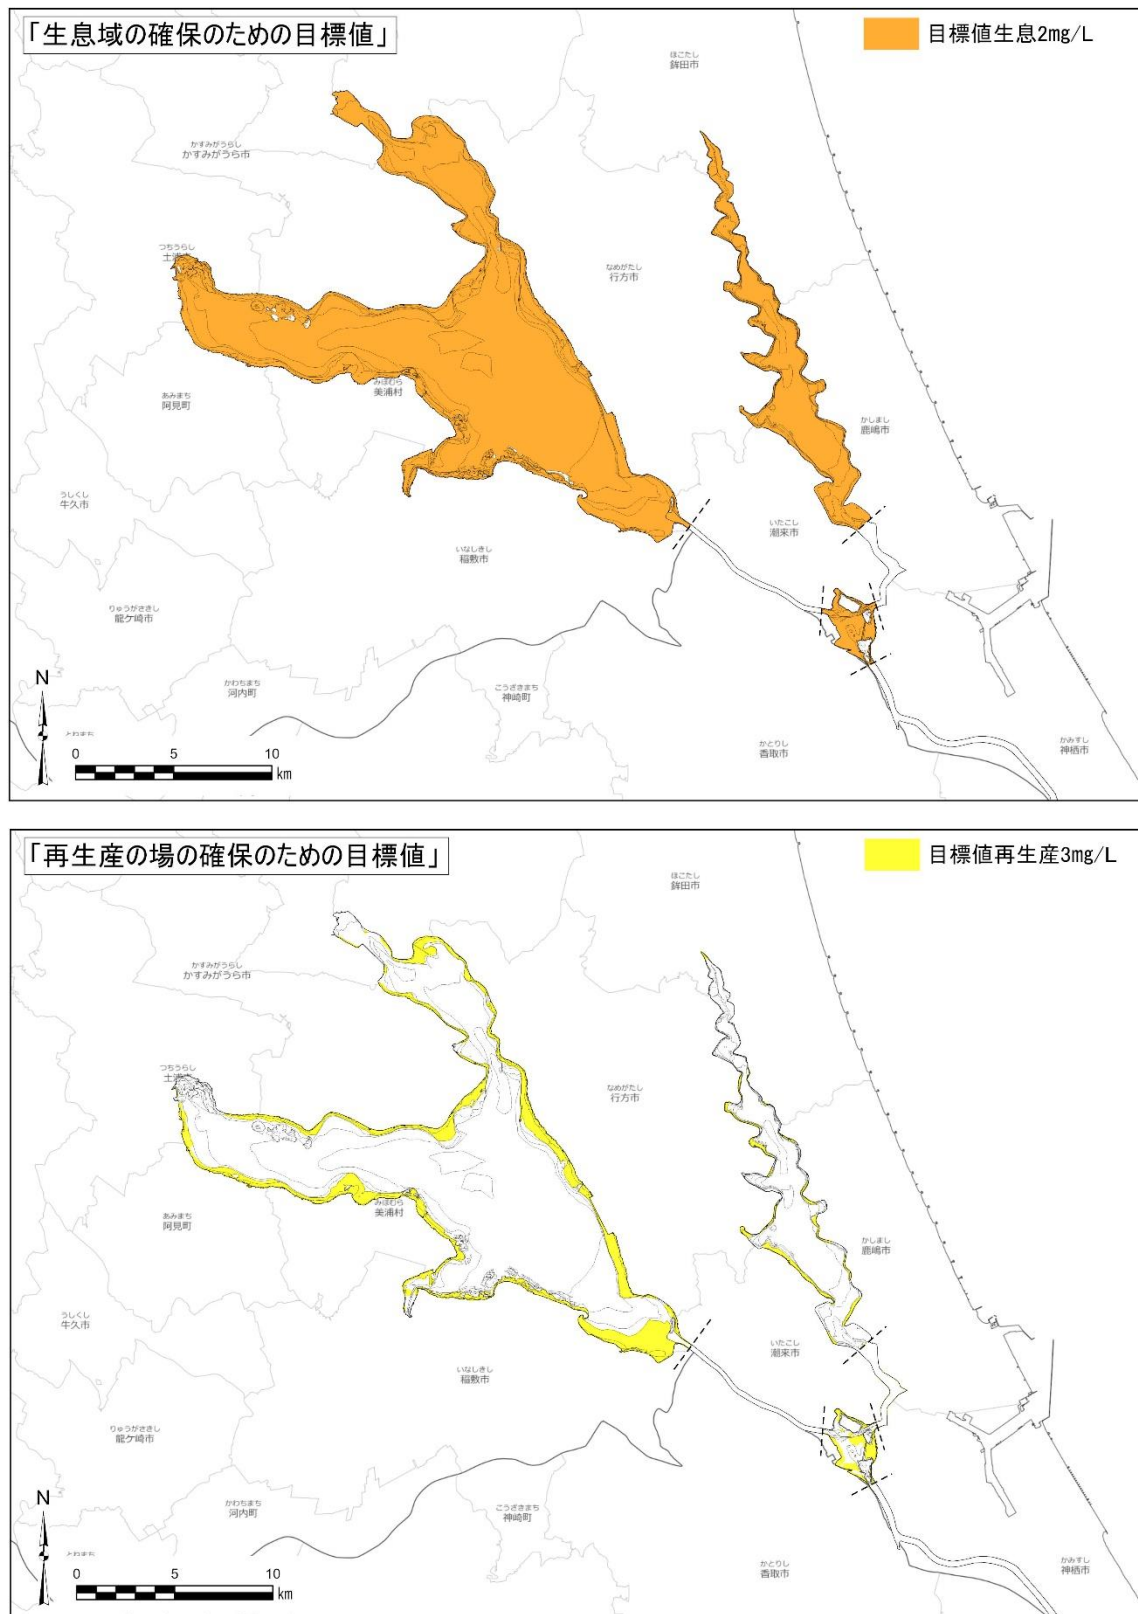 「生息域の確保のための目標値」
目標値生息2mg/L
ほこたし
鉾田市
かすみがうらし
かすみがうら市
つちうらし
なめがたし
行方市
みほむら
美浦村
あみまち
阿見町
かしまし
鹿嶋市
うしくし
牛久市
いたこし
潮来市
いなしきし
稲敷市
りゅうがさきし
龍ケ崎市
かわちまち
河内町
こうざきまち
神崎町
とねまち
かとりし
香取市
かみすし
神栖市
N
0 5 10
km
「再生産の場の確保のための目標値」
目標値再生産3mg/L
ほこたし
鉾田市
かすみがうらし
かすみがうら市
つちうらし
なめがたし
行方市
みほむら
美浦村
あみまち
阿見町
かしまし
鹿嶋市
うしくし
牛久市
いたこし
潮来市
いなしきし
稲敷市
りゅうがさきし
龍ケ崎市
かわちまち
河内町
こうざきまち
神崎町
とねまち
かとりし
香取市
かみすし
神栖市
N
0 5 10
km